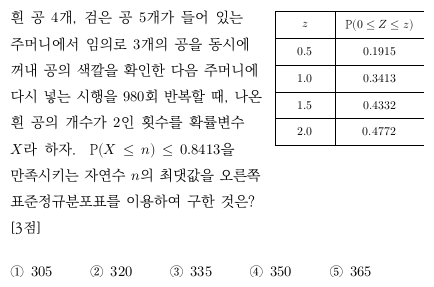 흰 공 4개, 검은 공 5개가 들어 있는
주머니에서 임의로 3개의 공을 동시에
꺼내 공의 색깔을 확인한 다음 주머니에
다시 넣는 시행을 980회 반복할 때, 나온
흰 공의 개수가 2인 횟수를 확률변수
X라 하자. P(X ≤ n) ≤ 0.8413을
만족시키는 자연수 n의 최댓값을 오른쪽
표준정규분포표를 이용하여 구한 것은?
[3점]
z P(0 ≤ Z ≤ z)
0.5 0.1915
1.0 0.3413
1.5 0.4332
2.0 0.4772
① 305 ② 320 ③ 335 ④ 350 ⑤ 365